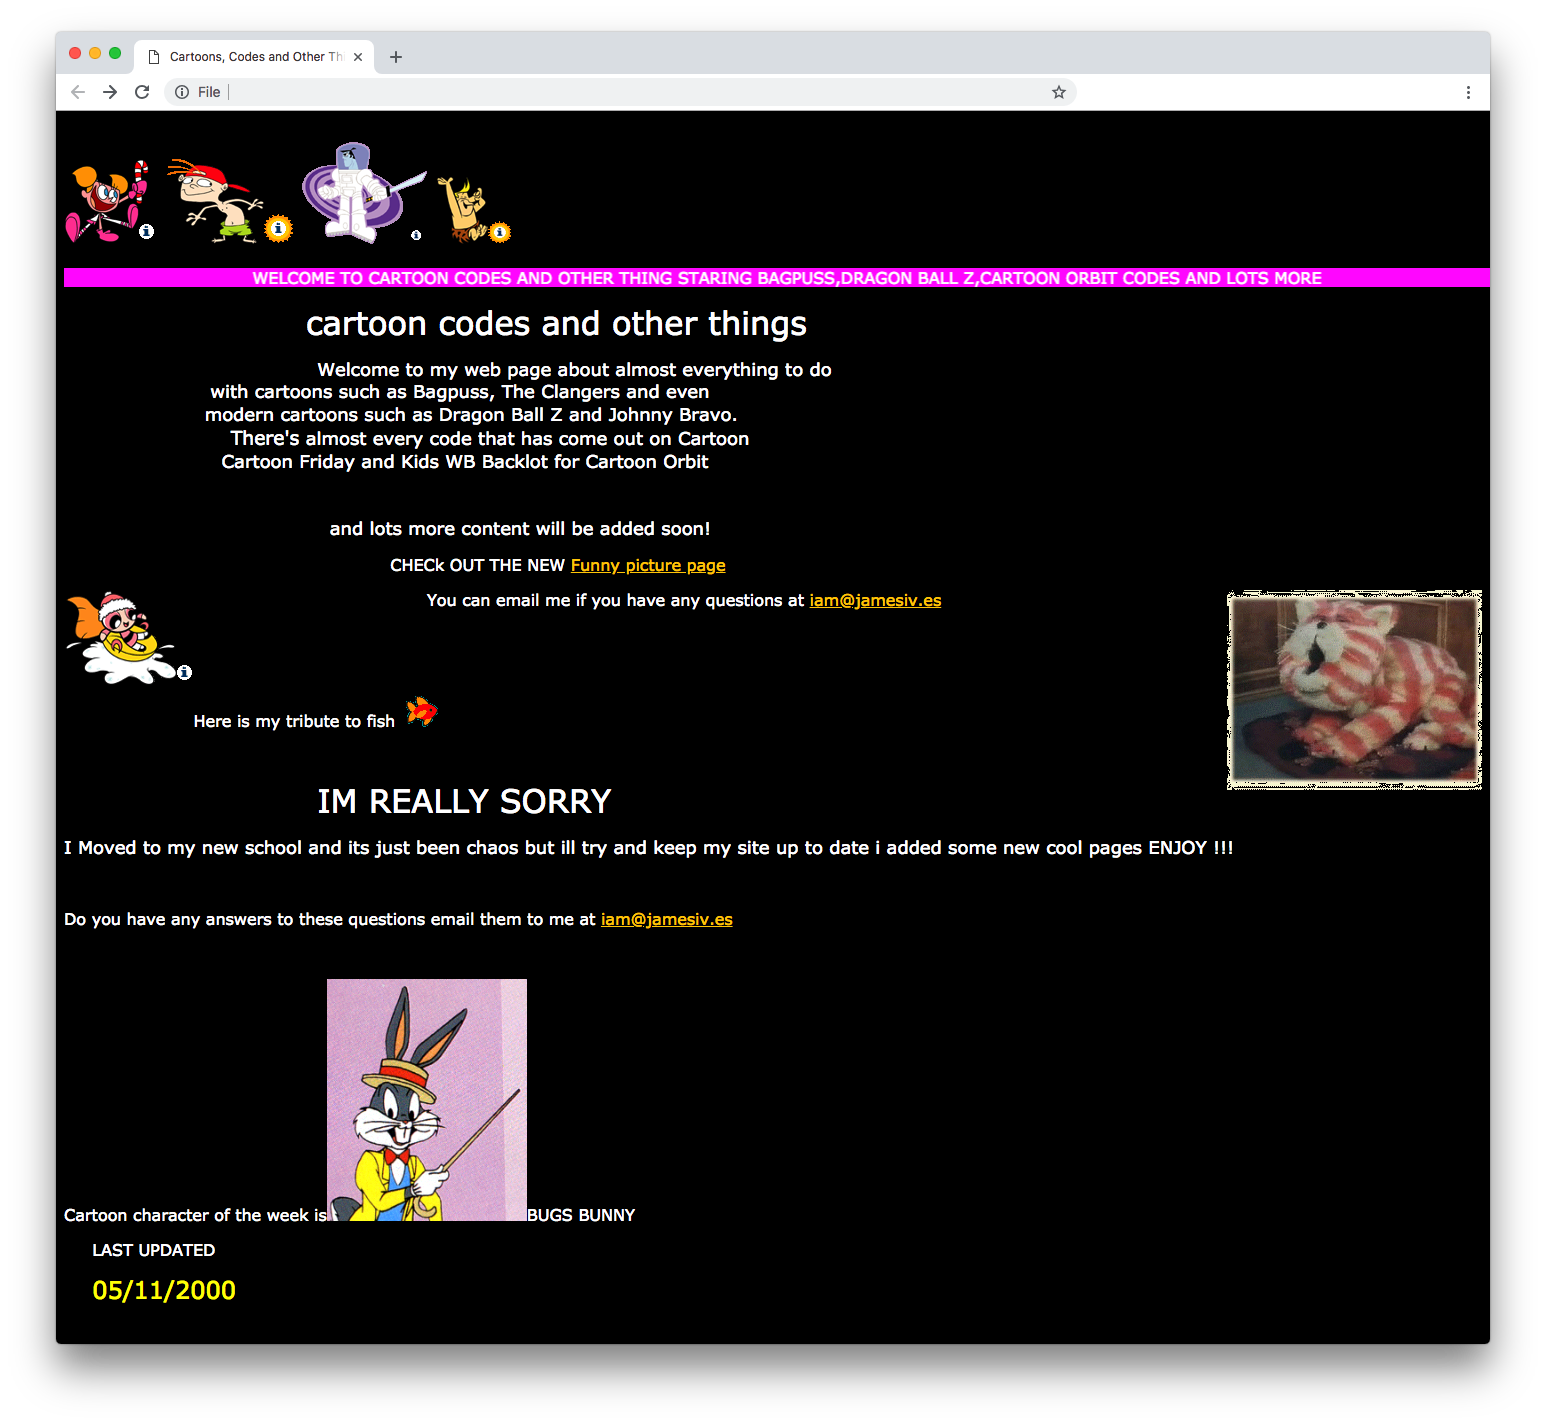 Cartoons, Codes and Other Thi
File
WELCOME TO CARTOON CODES AND OTHER THING STARING BAGPUSS,DRAGON BALL Z,CARTOON ORBIT CODES AND LOTS MORE
cartoon codes and other things
Welcome to my web page about almost everything to do
with cartoons such as Bagpuss, The Clangers and even
modern cartoons such as Dragon Ball Z and Johnny Bravo.
There's almost every code that has come out on Cartoon
Cartoon Friday and Kids WB Backlot for Cartoon Orbit
and lots more content will be added soon!
CHECk OUT THE NEW Funny picture page
You can email me if you have any questions at iam@jamesiv.es
Here is my tribute to fish
IM REALLY SORRY
I Moved to my new school and its just been chaos but ill try and keep my site up to date i added some new cool pages ENJOY !!!
Do you have any answers to these questions email them to me at iam@jamesiv.es
Cartoon character of the week is BUGS BUNNY
LAST UPDATED
05/11/2000